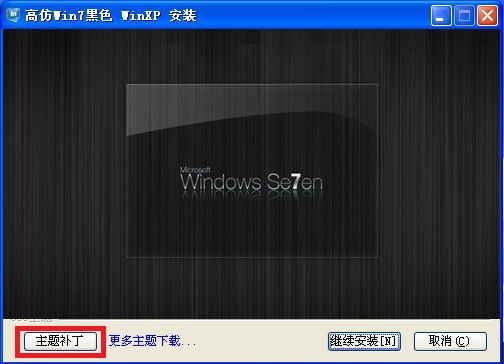 高仿Win7黑色 WinXP 安装
Microsoft
Windows Se7en
主题补丁
更多主题下载...
继续安装[N]
取消(C)